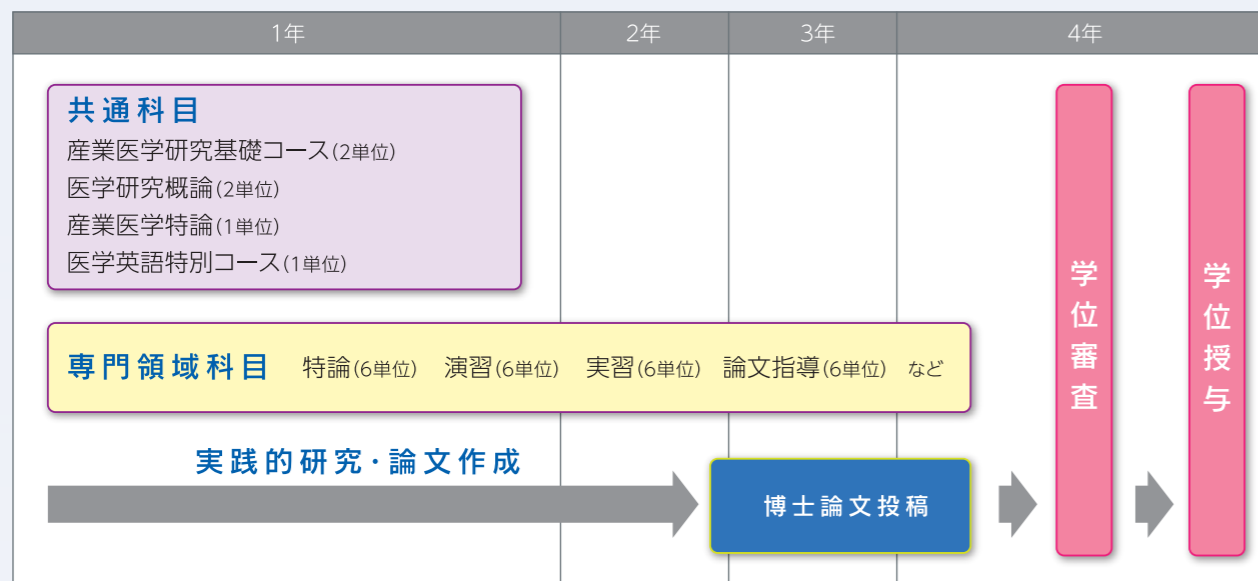 1年 2年 3年 4年
共通科目
産業医学研究基礎コース(2単位)
医学研究概論(2単位)
産業医学特論(1単位)
医学英語特別コース(1単位)
専門領域科目 特論(6単位) 演習(6単位) 実習(6単位) 論文指導(6単位) など
実践的研究・論文作成
博士論文投稿
学位審査
学位授与